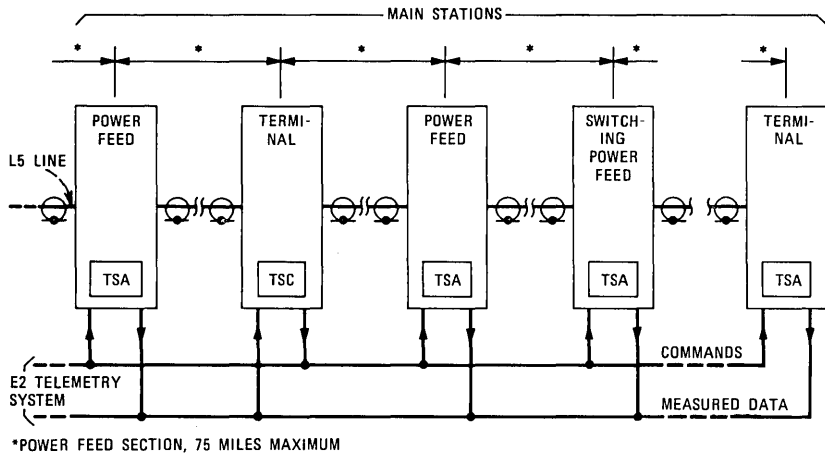 MAIN STATIONS
* * * * * *
POWER
FEED
TERMI-
NAL
POWER
FEED
SWITCH-
ING
POWER
FEED
TERMI-
NAL
L5 LINE
TSA
TSC
TSA
TSA
TSA
COMMANDS
E2 TELEMETRY
SYSTEM
MEASURED DATA
*POWER FEED SECTION, 75 MILES MAXIMUM